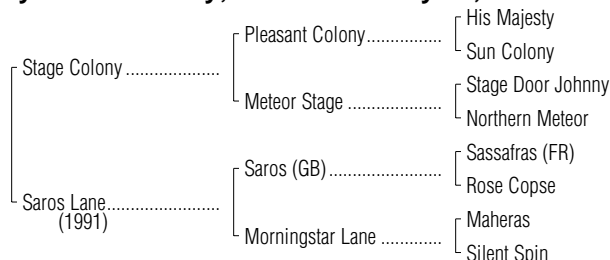 His Majesty
Pleasant Colony...............
Sun Colony
Stage Colony ...................
Stage Door Johnny
Meteor Stage ...................
Northern Meteor
Sassafras (FR)
Saros (GB)......................
Rose Copse
Saros Lane.......................
(1991)
Maheras
Morningstar Lane .............
Silent Spin